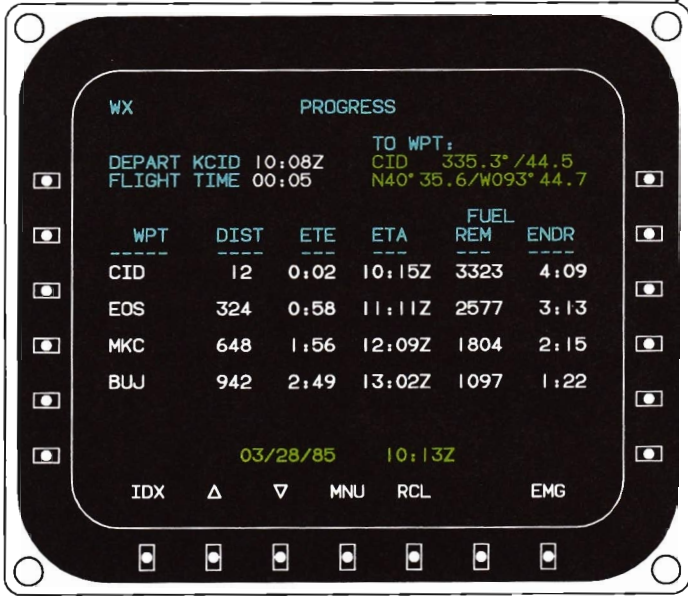 WX PROGRESS
TO WPT:
DEPART KCID 10:08Z CID 335.3°/44.5
FLIGHT TIME 00:05 N40°35.6/W093°44.7
FUEL
WPT DIST ETE ETA REM ENDR
----- ---- --- --- --- ----
CID 12 0:02 10:15Z 3323 4:09
EOS 324 0:58 11:11Z 2577 3:13
MKC 648 1:56 12:09Z 1804 2:15
BUJ 942 2:49 13:02Z 1097 1:22
03/28/85 10:13Z
IDX △ ▽ MNU RCL EMG